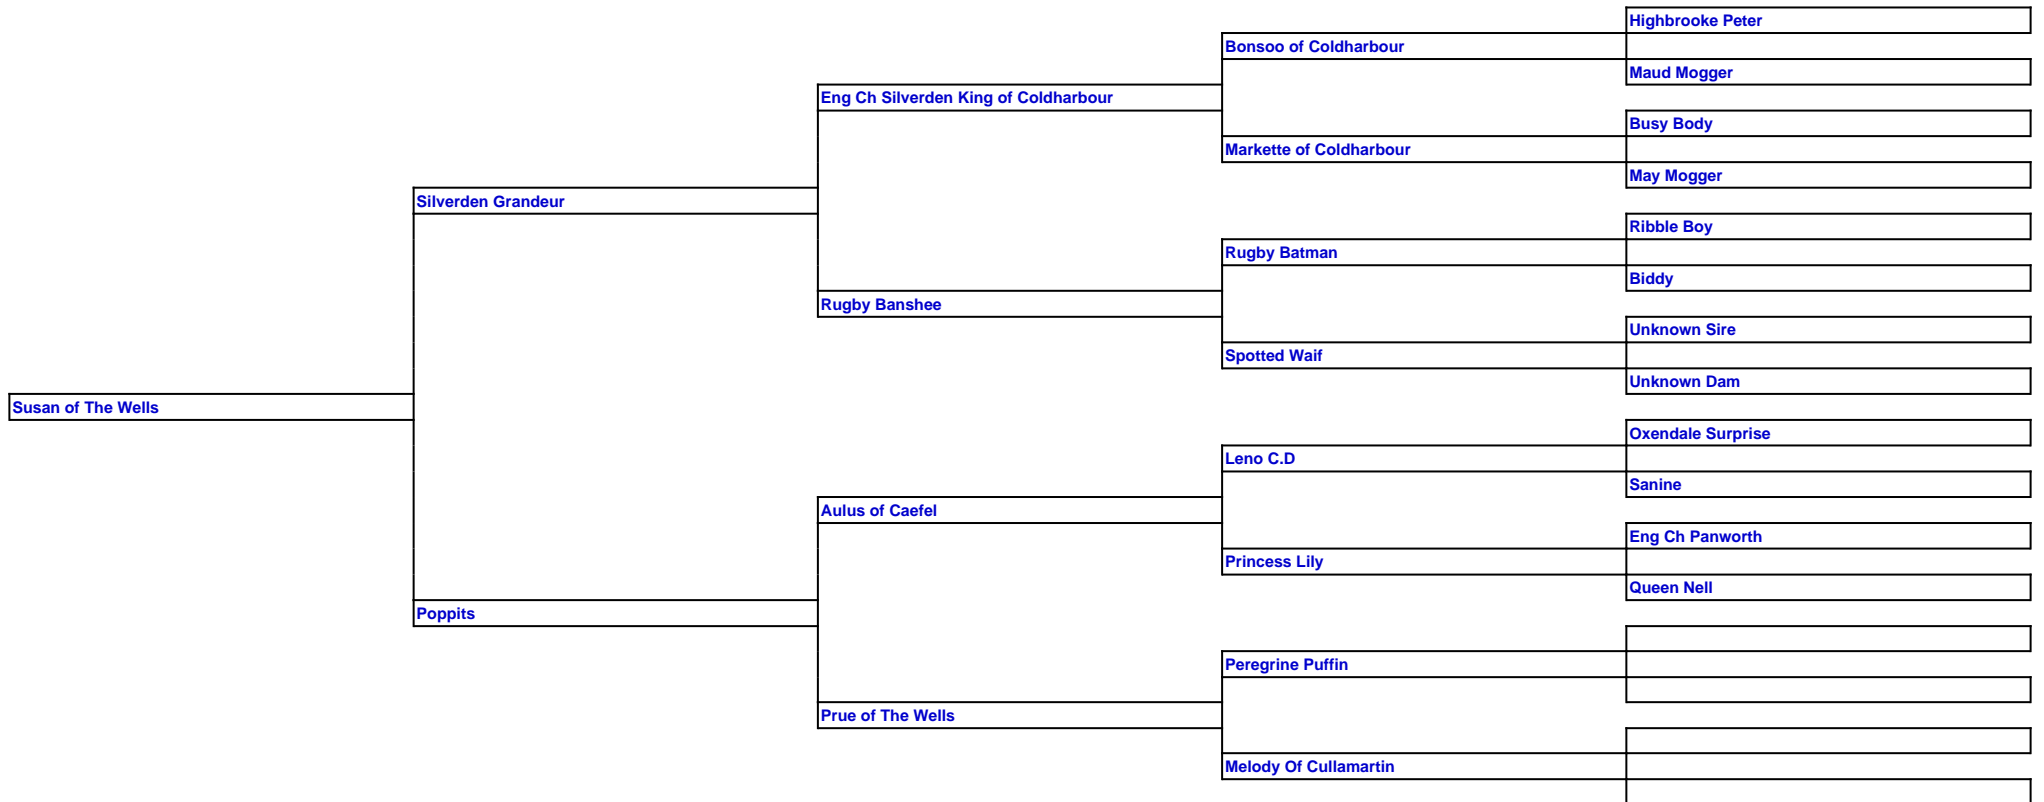 Highbrooke Peter
Bonsoo of Coldharbour
Maud Mogger
Eng Ch Silverden King of Coldharbour
Busy Body
Markette of Coldharbour
May Mogger
Silverden Grandeur
Ribble Boy
Rugby Batman
Biddy
Rugby Banshee
Unknown Sire
Spotted Waif
Unknown Dam
Susan of The Wells
Oxendale Surprise
Leno C.D
Sanine
Aulus of Caefel
Eng Ch Panworth
Princess Lily
Queen Nell
Poppits
Peregrine Puffin
Prue of The Wells
Melody Of Cullamartin